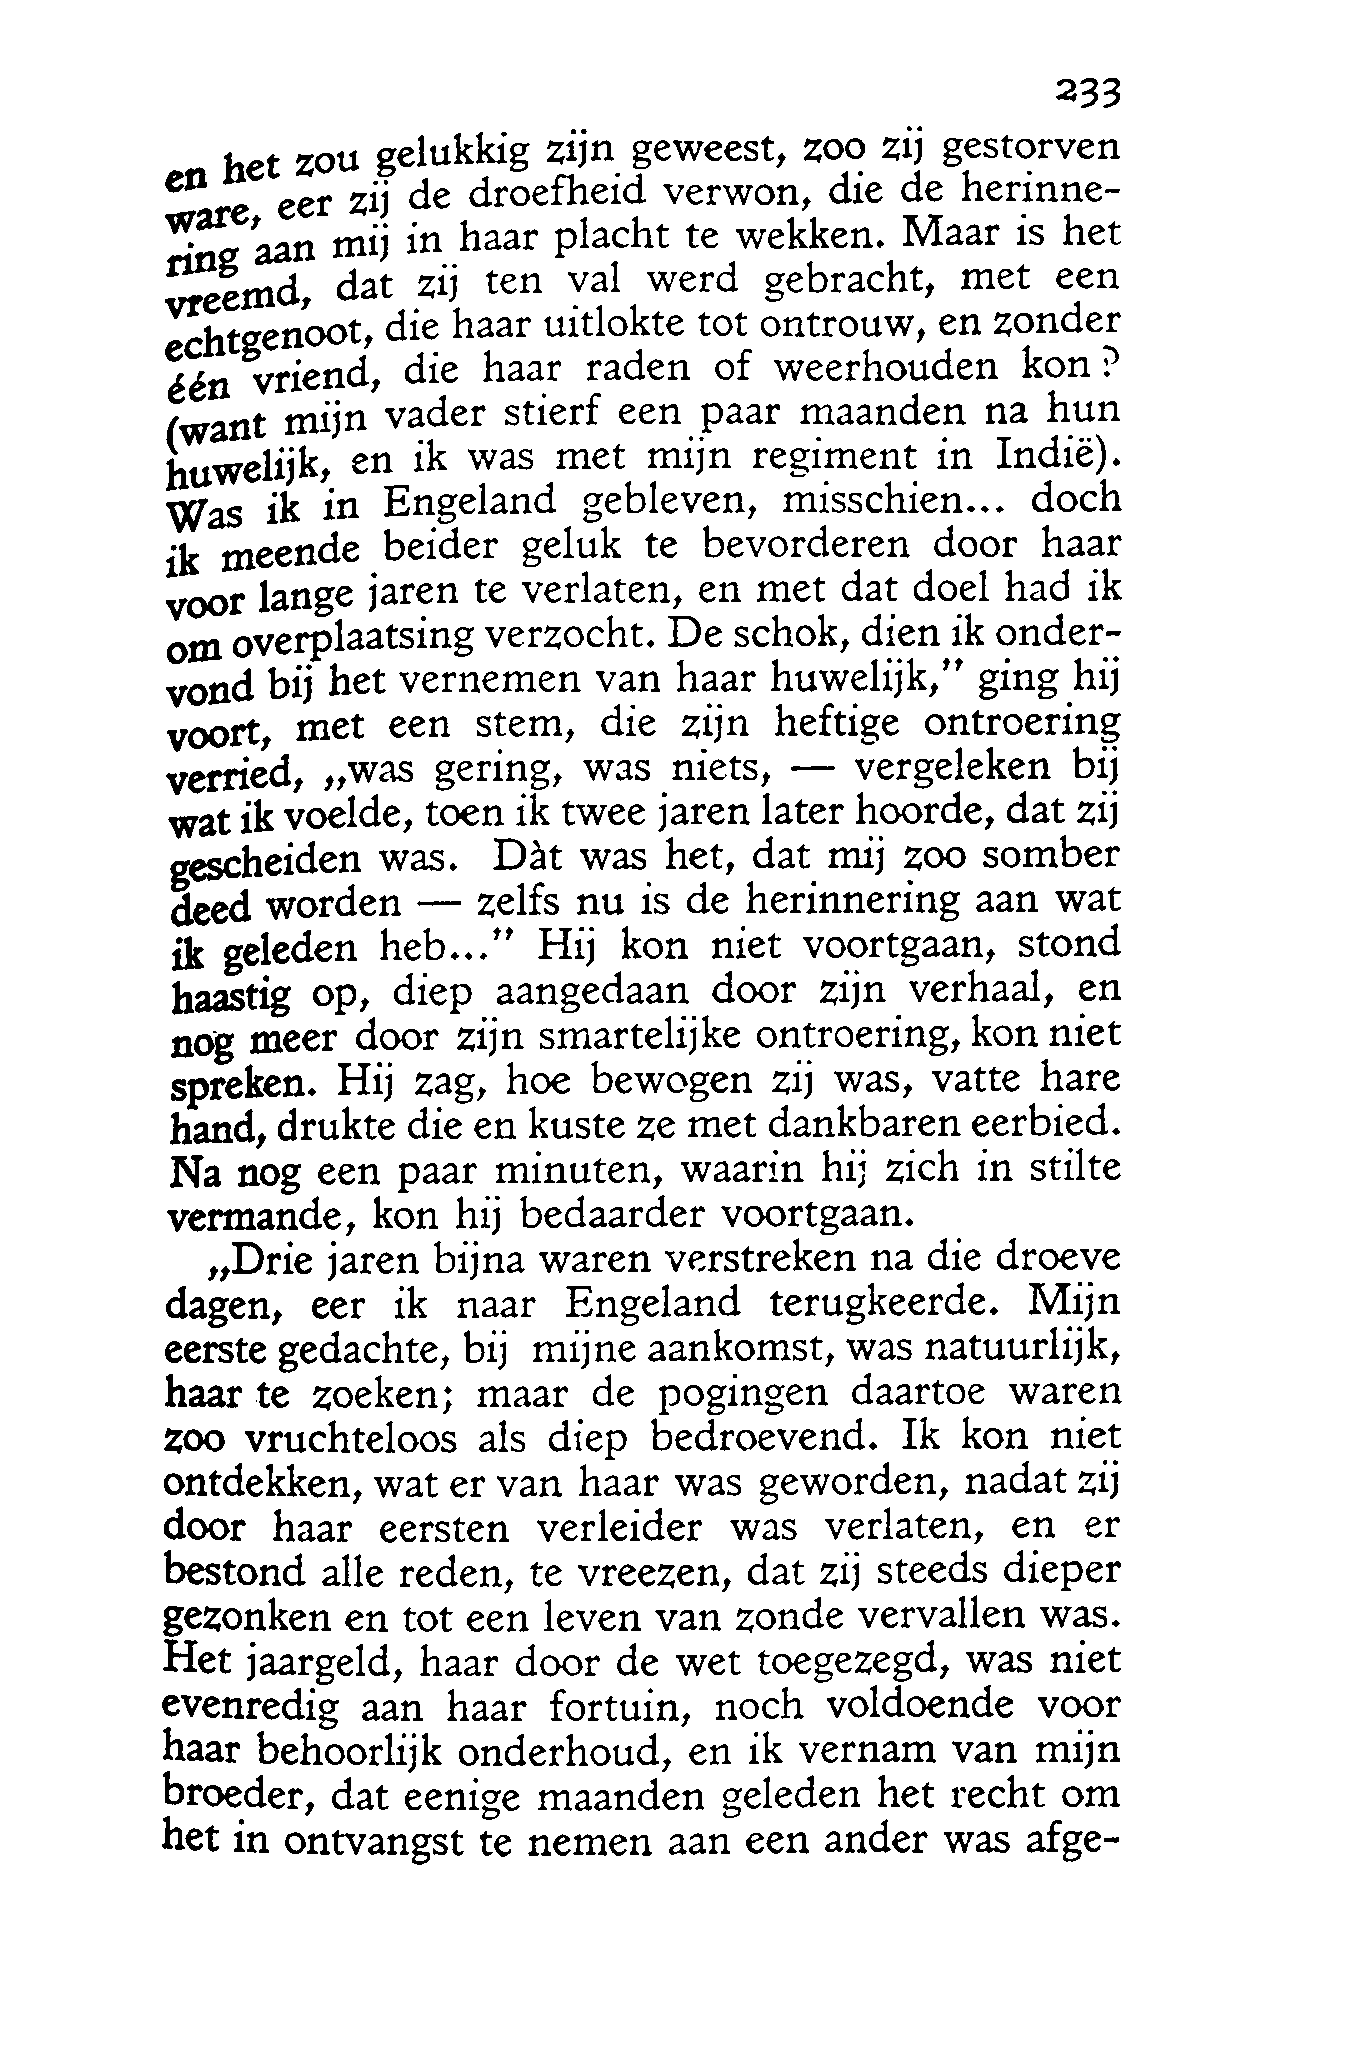 233
en het zou gelukkig zijn geweest, zoo zij gestorven
ware, eer zij de droefheid verwon, die de herinne-
ring aan mij in haar placht te wekken. Maar is het
vreemd, dat zij ten val werd gebracht, met een
echtgenoot, die haar uitlokte tot ontrouw, en zonder
één vriend, die haar raden of weerhouden kon?
(want mijn vader stierf een paar maanden na hun
huwelijk, en ik was met mijn regiment in Indië).
Was ik in Engeland gebleven, misschien... doch
ik meende beider geluk te bevorderen door haar
voor lange jaren te verlaten, en met dat doel had ik
om overplaatsing verzocht. De schok, dien ik onder-
vond bij het vernemen van haar huwelijk,” ging hij
voort, met een stem, die zijn heftige ontroering
verried, „was gering, was niets, — vergeleken bij
wat ik voelde, toen ik twee jaren later hoorde, dat zij
gescheiden was. Dàt was het, dat mij zoo somber
deed worden — zelfs nu is de herinnering aan wat
ik geleden heb...” Hij kon niet voortgaan, stond
haastig op, diep aangedaan door zijn verhaal, en
nog meer door zijn smartelijke ontroering, kon niet
spreken. Hij zag, hoe bewogen zij was, vatte hare
hand, drukte die en kuste ze met dankbaren eerbied.
Na nog een paar minuten, waarin hij zich in stilte
vermande, kon hij bedaarder voortgaan.
„Drie jaren bijna waren verstreken na die droeve
dagen, eer ik naar Engeland terugkeerde. Mijn
eerste gedachte, bij mijne aankomst, was natuurlijk,
haar te zoeken; maar de pogingen daartoe waren
zoo vruchteloos als diep bedroevend. Ik kon niet
ontdekken, wat er van haar was geworden, nadat zij
door haar eersten verleider was verlaten, en er
bestond alle reden, te vreezen, dat zij steeds dieper
gezonken en tot een leven van zonde vervallen was.
Het jaargeld, haar door de wet toegezegd, was niet
evenredig aan haar fortuin, noch voldoende voor
haar behoorlijk onderhoud, en ik vernam van mijn
broeder, dat eenige maanden geleden het recht om
het in ontvangst te nemen aan een ander was afge-